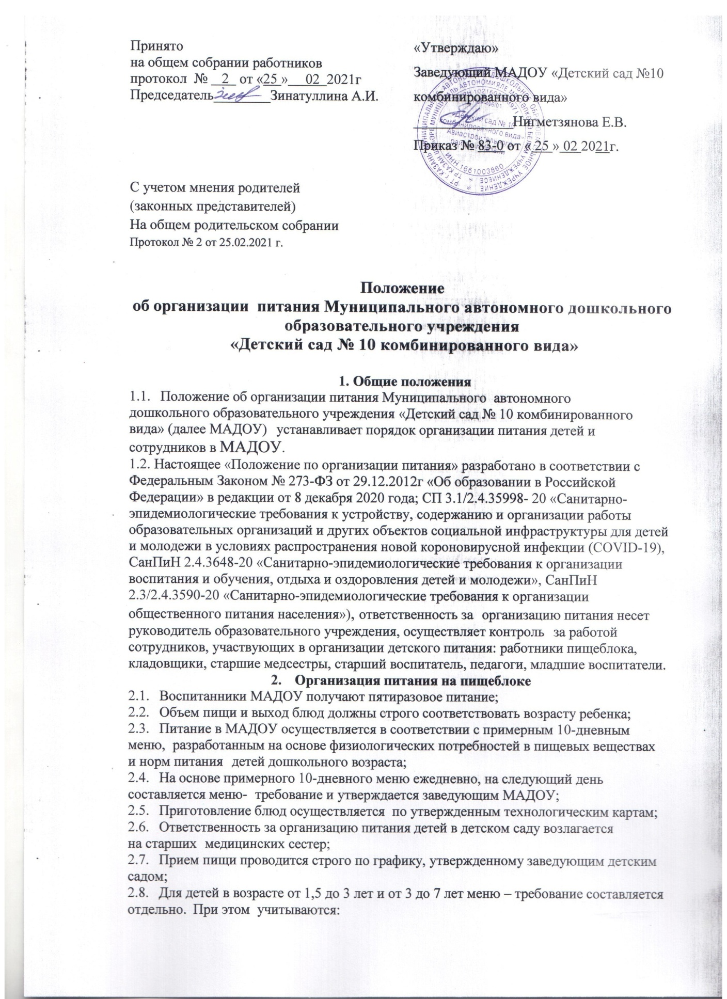 Принято
на общем собрании работников
протокол № __2_ от «25_»__02_2021г
Председатель________Зинатуллина А.И.
«Утверждаю»
Заведующий МАДОУ «Детский сад №10
комбинированного вида»
______________Нигметзянова Е.В.
Приказ № 83-0 от «_25_»_02_2021г.
«Детский сад № 10
комбинированного вида»
Авиастроительного
ИНН 1661003860
С учетом мнения родителей
(законных представителей)
На общем родительском собрании
Протокол № 2 от 25.02.2021 г.
Положение
об организации питания Муниципального автономного дошкольного
образовательного учреждения
«Детский сад № 10 комбинированного вида»
1. Общие положения
1.1. Положение об организации питания Муниципального автономного
дошкольного образовательного учреждения «Детский сад № 10 комбинированного
вида» (далее МАДОУ) устанавливает порядок организации питания детей и
сотрудников в МАДОУ.
1.2. Настоящее «Положение по организации питания» разработано в соответствии с
Федеральным Законом № 273-ФЗ от 29.12.2012г «Об образовании в Российской
Федерации» в редакции от 8 декабря 2020 года; СП 3.1/2.4.35998- 20 «Санитарно-
эпидемиологические требования к устройству, содержанию и организации работы
образовательных организаций и других объектов социальной инфраструктуры для детей
и молодежи в условиях распространения новой короновирусной инфекции (COVID-19),
СанПиН 2.4.3648-20 «Санитарно-эпидемиологические требования к организации
воспитания и обучения, отдыха и оздоровления детей и молодежи», СанПиН
2.3/2.4.3590-20 «Санитарно-эпидемиологические требования к организации
общественного питания населения»), ответственность за организацию питания несет
руководитель образовательного учреждения, осуществляет контроль за работой
сотрудников, участвующих в организации детского питания: работники пищеблока,
кладовщики, старшие медсестры, старший воспитатель, педагоги, младшие воспитатели.
2. Организация питания на пищеблоке
2.1. Воспитанники МАДОУ получают пятиразовое питание;
2.2. Объем пищи и выход блюд должны строго соответствовать возрасту ребенка;
2.3. Питание в МАДОУ осуществляется в соответствии с примерным 10-дневным
меню, разработанным на основе физиологических потребностей в пищевых веществах
и норм питания детей дошкольного возраста;
2.4. На основе примерного 10-дневного меню ежедневно, на следующий день
составляется меню- требование и утверждается заведующим МАДОУ;
2.5. Приготовление блюд осуществляется по утвержденным технологическим картам;
2.6. Ответственность за организацию питания детей в детском саду возлагается
на старших медицинских сестер;
2.7. Прием пищи проводится строго по графику, утвержденному заведующим детским
садом;
2.8. Для детей в возрасте от 1,5 до 3 лет и от 3 до 7 лет меню – требование составляется
отдельно. При этом учитываются: